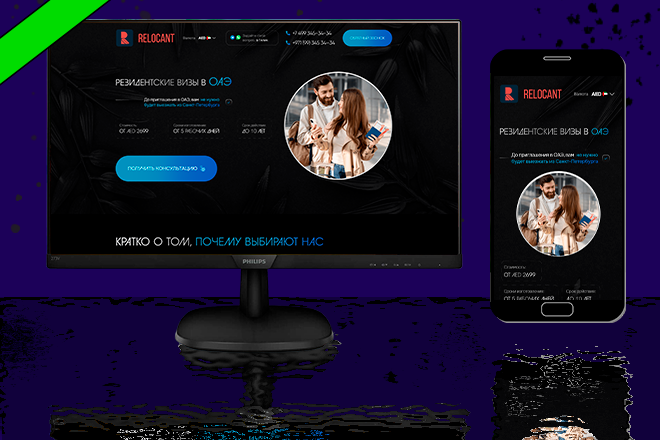 RELOCANT
Валюта: AED
+7 499 345-34-34
+971 598 345 34-34
ОБРАТНЫЙ ЗВОНОК
РЕЗИДЕНТСКИЕ ВИЗЫ В ОАЭ
До приглашения в ОАЭ, вам не нужно
будет выезжать из Санкт-Петербурга
Стоимость:
ОТ AED 2699
Срок изготовления:
ОТ 5 РАБОЧИХ ДНЕЙ
Срок действия:
ДО 10 ЛЕТ
ПОЛУЧИТЬ КОНСУЛЬТАЦИЮ
КРАТКО О ТОМ, ПОЧЕМУ ВЫБИРАЮТ НАС
PHILIPS
RELOCANT
Валюта: AED
РЕЗИДЕНТСКИЕ ВИЗЫ В ОАЭ
До приглашения в ОАЭ, вам не нужно
будет выезжать из Санкт-Петербурга
Стоимость:
ОТ AED 2699
Сроки изготовления:
ОТ 5 РАБОЧИХ ДНЕЙ
Срок действия:
ДО 10 ЛЕТ